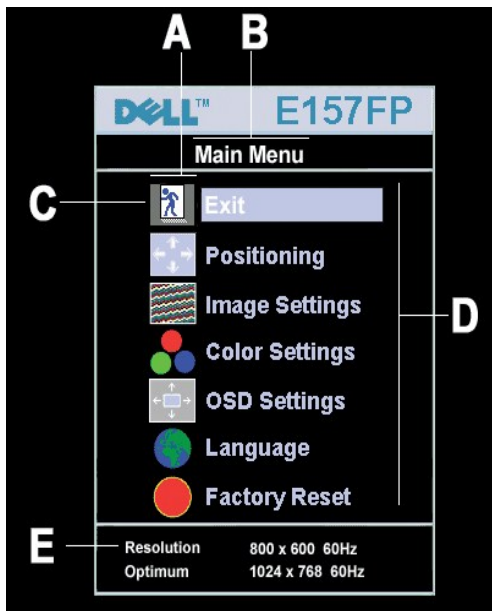 A B
DELL™ E157FP
Main Menu
C
Exit
Positioning
Image Settings
D
Color Settings
OSD Settings
Language
Factory Reset
E
Resolution 800 x 600 60Hz
Optimum 1024 x 768 60Hz